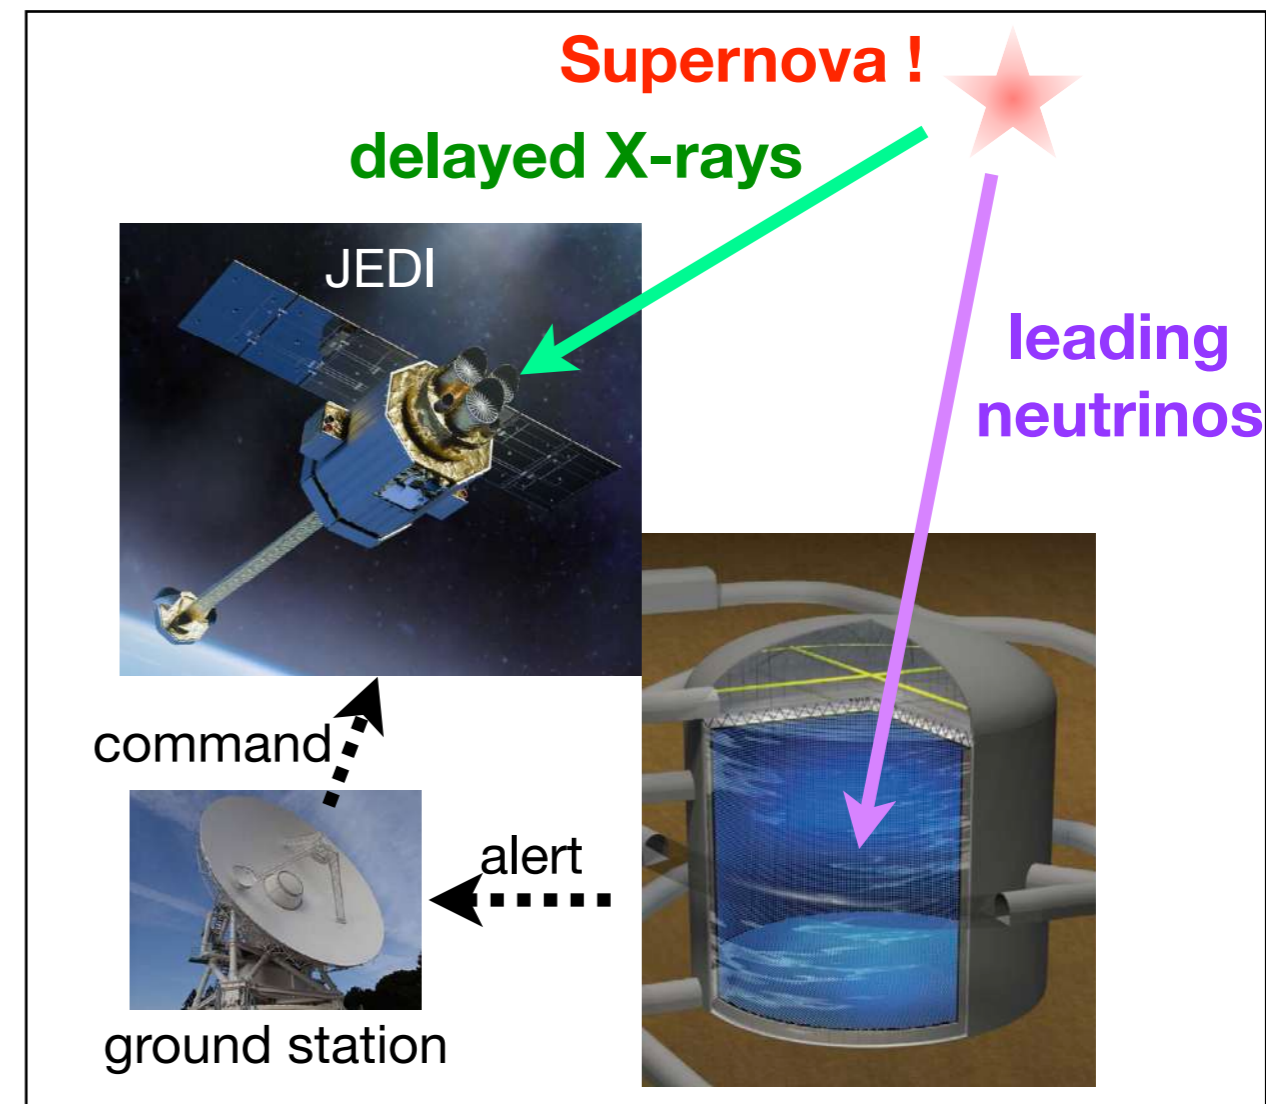 Supernova !
delayed X-rays
JEDI
leading
neutrinos
command
alert
ground station